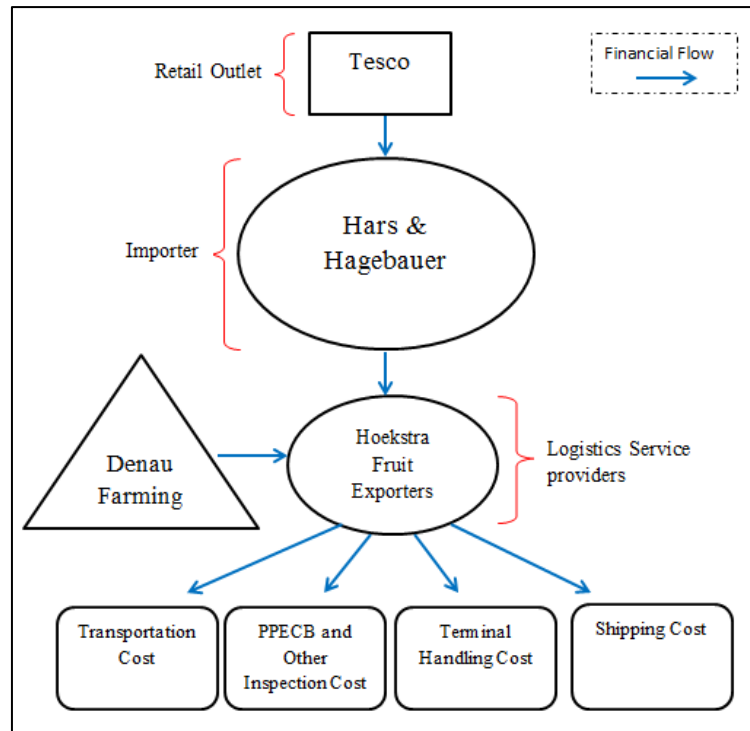 Financial Flow
Retail Outlet
Tesco
Importer
Hars &
Hagebauer
Denau
Farming
Hoekstra
Fruit
Exporters
Logistics Service
providers
Transportation
Cost
PPECB and
Other
Inspection Cost
Terminal
Handling Cost
Shipping Cost